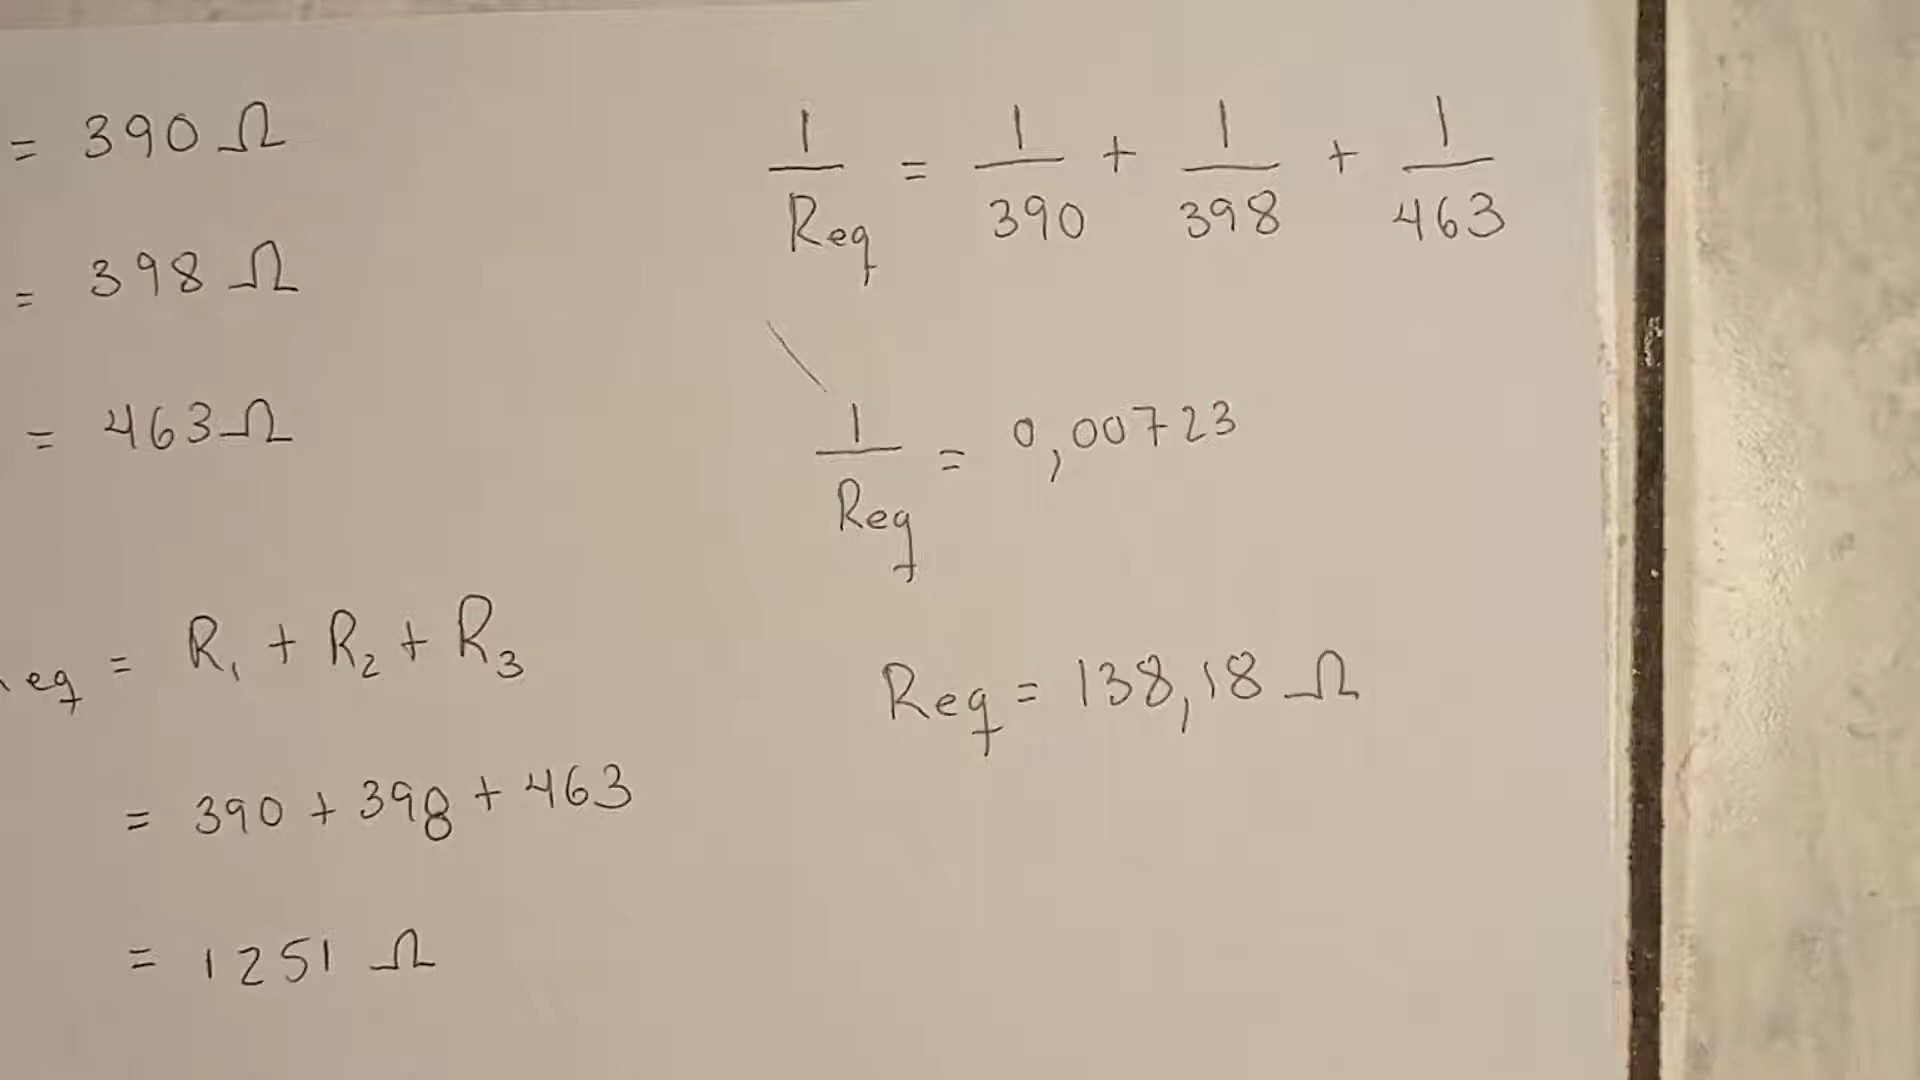 = 390 Ω
= 398 Ω
= 463 Ω
eq = R₁ + R₂ + R₃
= 390 + 398 + 463
= 1251 Ω
1/Req = 1/390 + 1/398 + 1/463
1/Req = 0,00723
Req = 138,18 Ω